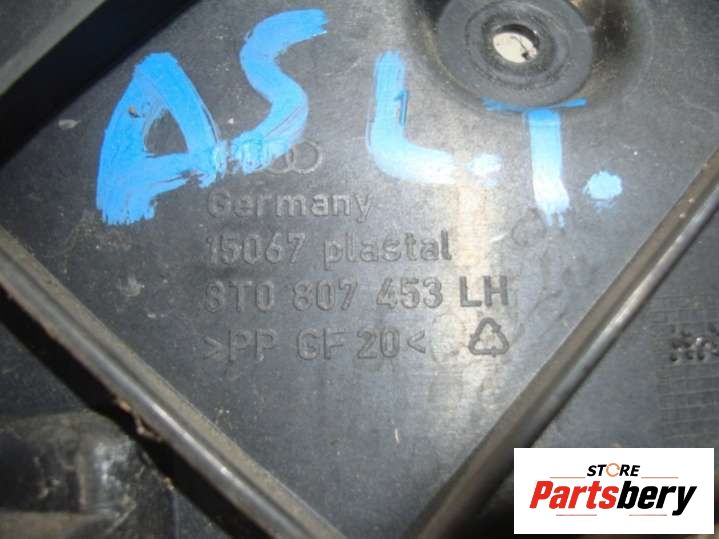 A.S L.T.
Germany
15067 plastal
8T0 807 453 LH
>PP GF 20<
STORE
Partsbery